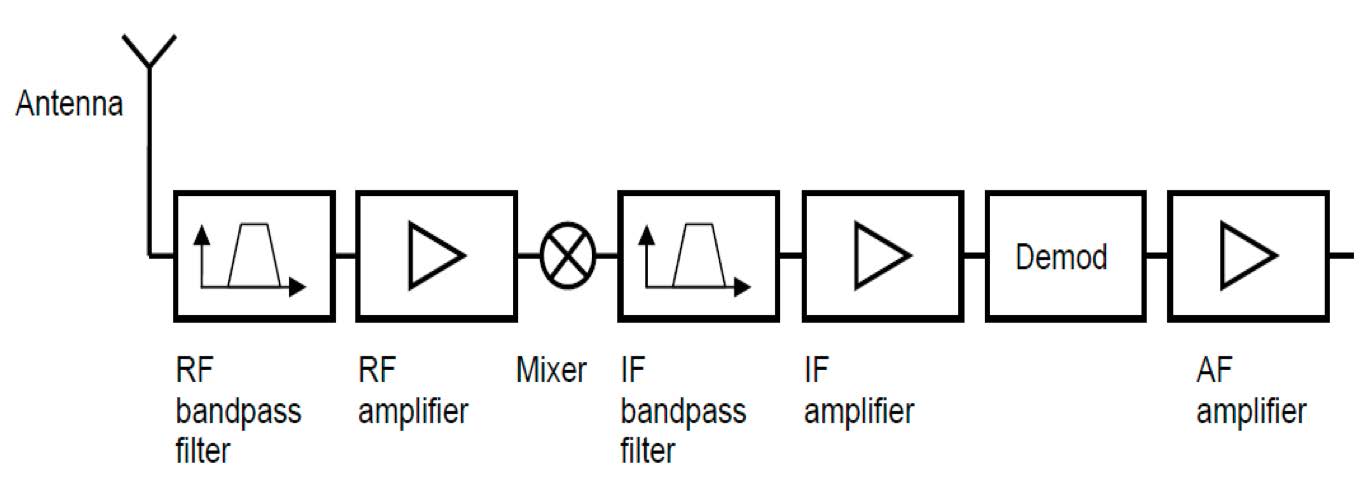 Antenna
Demod
RF
bandpass
filter
RF
amplifier
Mixer
IF
bandpass
filter
IF
amplifier
AF
amplifier